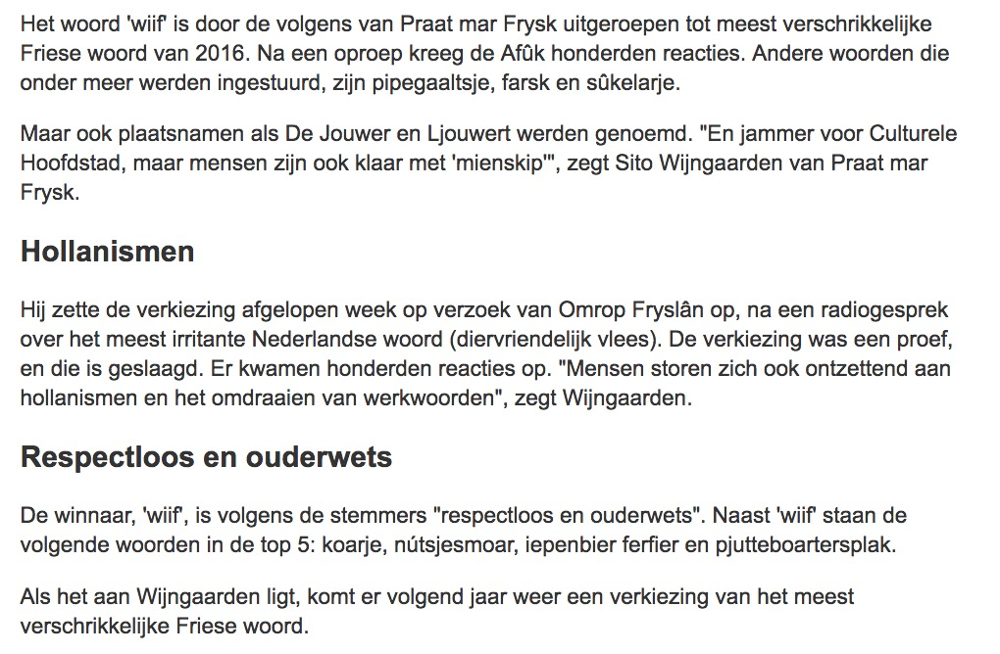 Het woord 'wiif' is door de volgens van Praat mar Frysk uitgeroepen tot meest verschrikkelijke
Friese woord van 2016. Na een oproep kreeg de Afûk honderden reacties. Andere woorden die
onder meer werden ingestuurd, zijn pipegaaltsje, farsk en sûkelarje.
Maar ook plaatsnamen als De Jouwer en Ljouwert werden genoemd. "En jammer voor Culturele
Hoofdstad, maar mensen zijn ook klaar met 'mienskip'", zegt Sito Wijngaarden van Praat mar
Frysk.
Hollanismen
Hij zette de verkiezing afgelopen week op verzoek van Omrop Fryslân op, na een radiogesprek
over het meest irritante Nederlandse woord (diervriendelijk vlees). De verkiezing was een proef,
en die is geslaagd. Er kwamen honderden reacties op. "Mensen storen zich ook ontzettend aan
hollanismen en het omdraaien van werkwoorden", zegt Wijngaarden.
Respectloos en ouderwets
De winnaar, 'wiif', is volgens de stemmers "respectloos en ouderwets". Naast 'wiif' staan de
volgende woorden in de top 5: koarje, nútsjesmoar, iepenbier ferfier en pjutteboartersplak.
Als het aan Wijngaarden ligt, komt er volgend jaar weer een verkiezing van het meest
verschrikkelijke Friese woord.